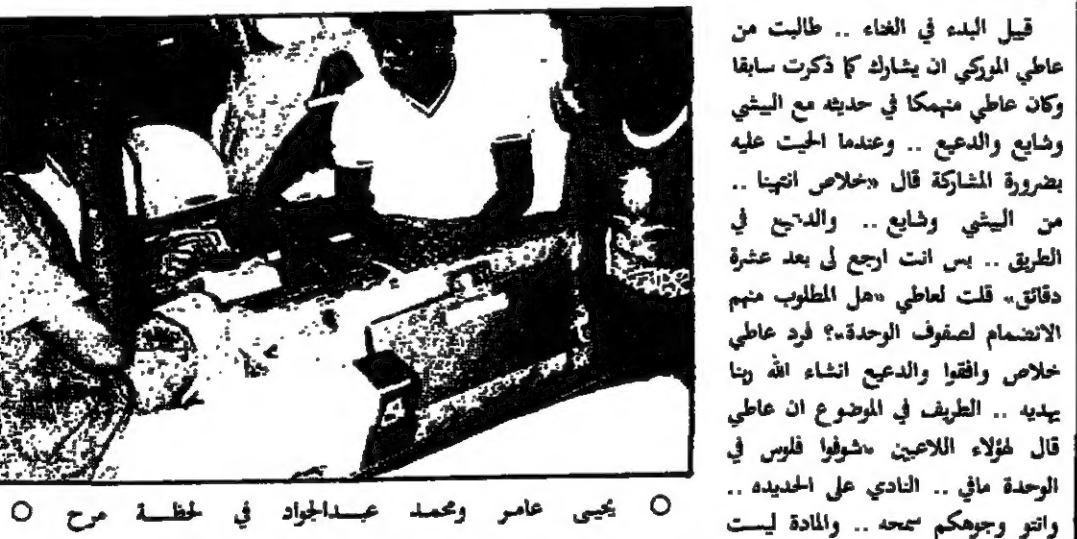 قبيل البدء في الغناء .. طالبت من
عاطي الموركي ان يشارك كما ذكرت سابقا
وكان عاطي منهمكا في حديثه مع البيشي
وشايع والدعيع .. وعندما الحيت عليه
بضرورة المشاركة قال «خلاص انتهينا ..
من البيشي وشايع .. والدعيع في
الطريق .. بس انت ارجع لى بعد عشرة
دقائق» قلت لعاطي «هل المطلوب منهم
الانضمام لصفوف الوحدة»؟ فرد عاطي
خلاص وافقوا والدعيع انشاء الله ربنا
يهديه .. الطريف في الموضوع ان عاطي
قال لهؤلاء اللاعبين «شوفوا فلوس في
الوحدة مافي .. النادي على الحديده ..
وانتو وجوهكم سمحه .. والمادة ليست
○ يحيى عامر ومحمد عبدالجواد في لحظة مرح ○